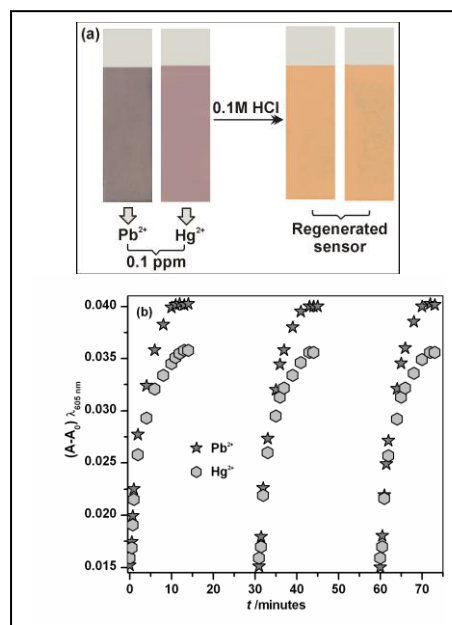 (a)
0.1M HCl
Pb²⁺ Hg²⁺
0.1 ppm
Regenerated
sensor
(b)
(A-A₀) λ₆₀₅ ₙₘ
0.040
0.035
0.030
0.025
0.020
0.015
Pb²⁺
Hg²⁺
0 10 20 30 40 50 60 70
t /minutes